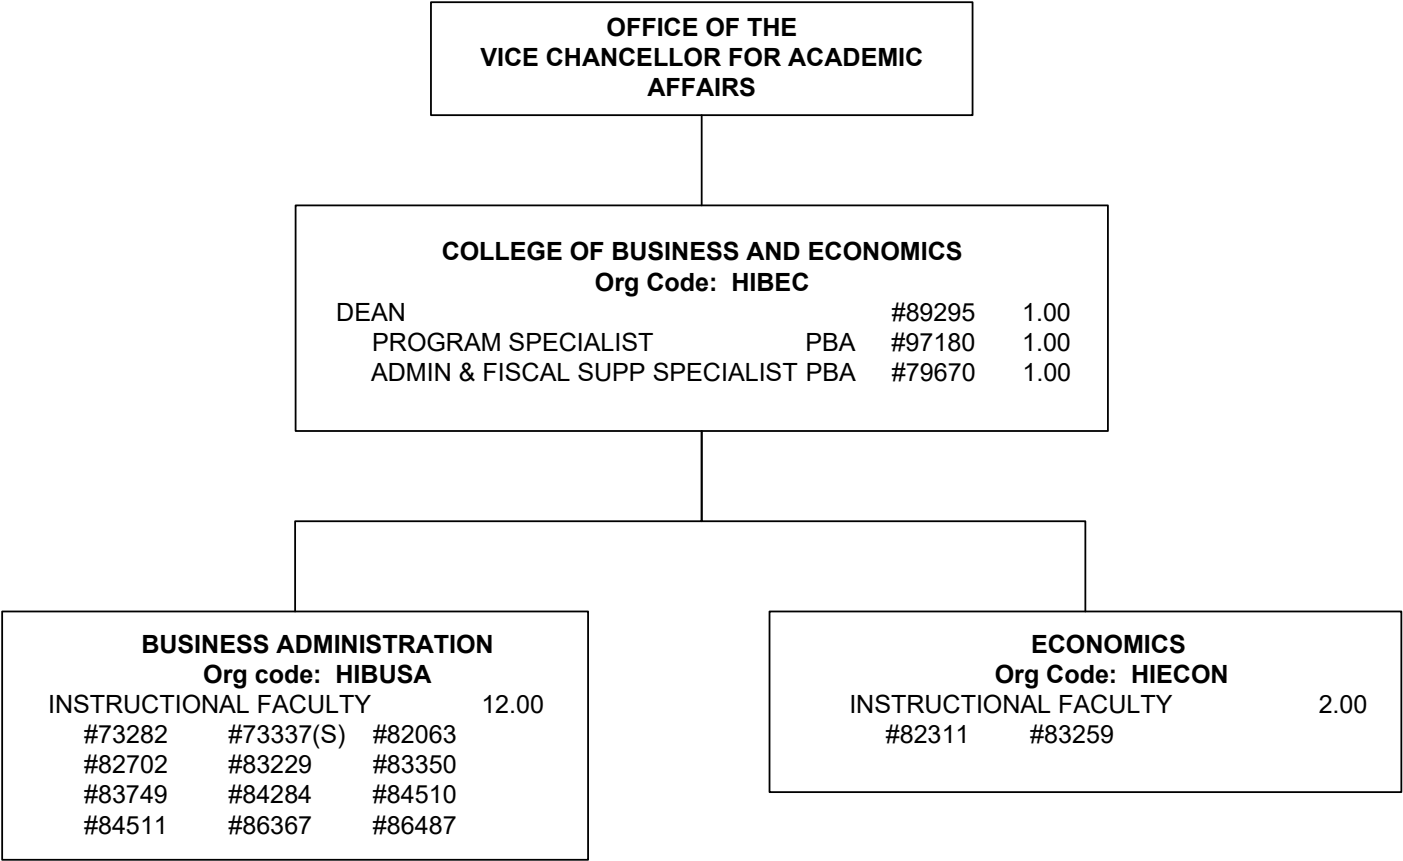 OFFICE OF THE
VICE CHANCELLOR FOR ACADEMIC
AFFAIRS
COLLEGE OF BUSINESS AND ECONOMICS
Org Code: HIBEC
DEAN #89295 1.00
PROGRAM SPECIALIST PBA #97180 1.00
ADMIN & FISCAL SUPP SPECIALIST PBA #79670 1.00
BUSINESS ADMINISTRATION
Org code: HIBUSA
INSTRUCTIONAL FACULTY 12.00
#73282 #73337(S) #82063
#82702 #83229 #83350
#83749 #84284 #84510
#84511 #86367 #86487
ECONOMICS
Org Code: HIECON
INSTRUCTIONAL FACULTY 2.00
#82311 #83259